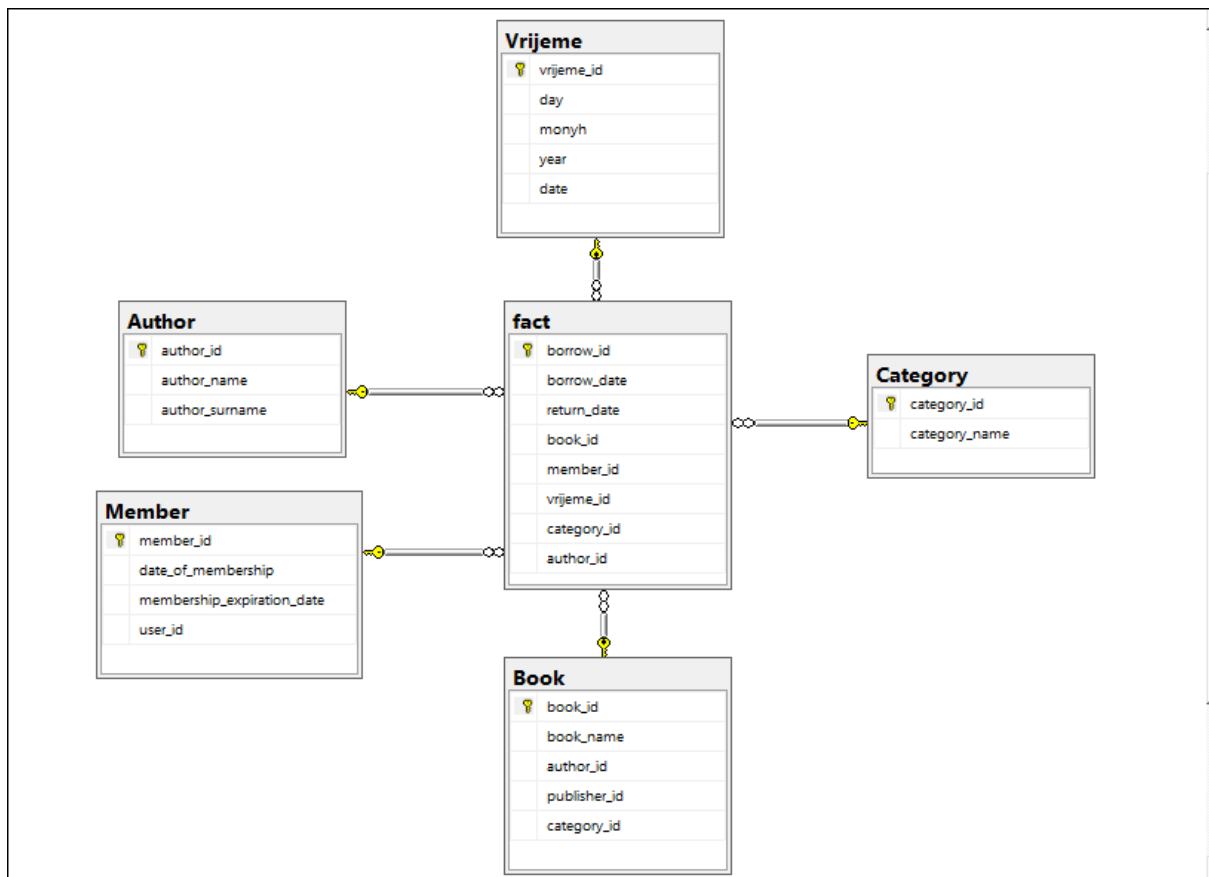 Vrijeme
vrijeme_id
day
monyh
year
date
Author
author_id
author_name
author_surname
fact
borrow_id
borrow_date
return_date
book_id
member_id
vrijeme_id
category_id
author_id
Category
category_id
category_name
Member
member_id
date_of_membership
membership_expiration_date
user_id
Book
book_id
book_name
author_id
publisher_id
category_id